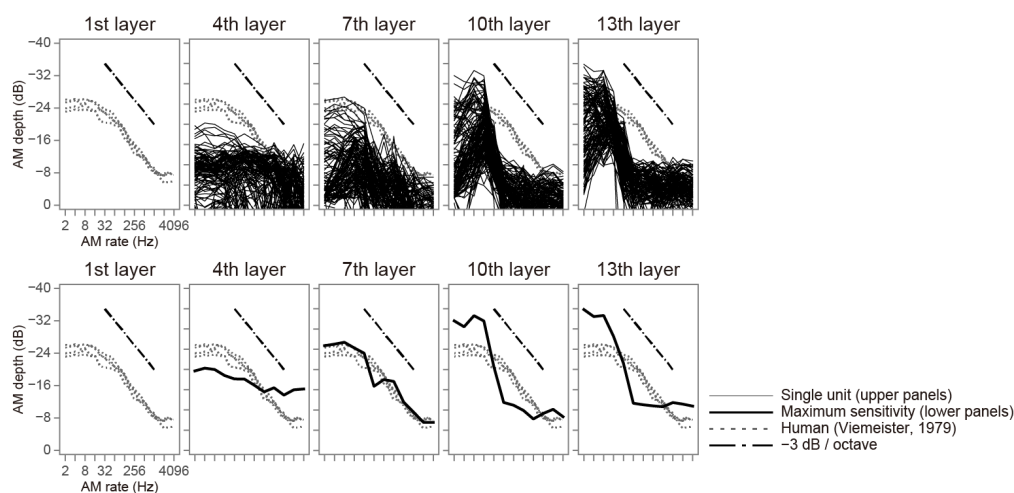 1st layer
4th layer
7th layer
10th layer
13th layer
AM depth (dB)
−40
−32
−24
−16
−8
0
2 8 32 256 4096
AM rate (Hz)
1st layer
4th layer
7th layer
10th layer
13th layer
AM depth (dB)
−40
−32
−24
−16
−8
0
2 8 32 256 4096
AM rate (Hz)
Single unit (upper panels)
Maximum sensitivity (lower panels)
Human (Viemeister, 1979)
−3 dB / octave